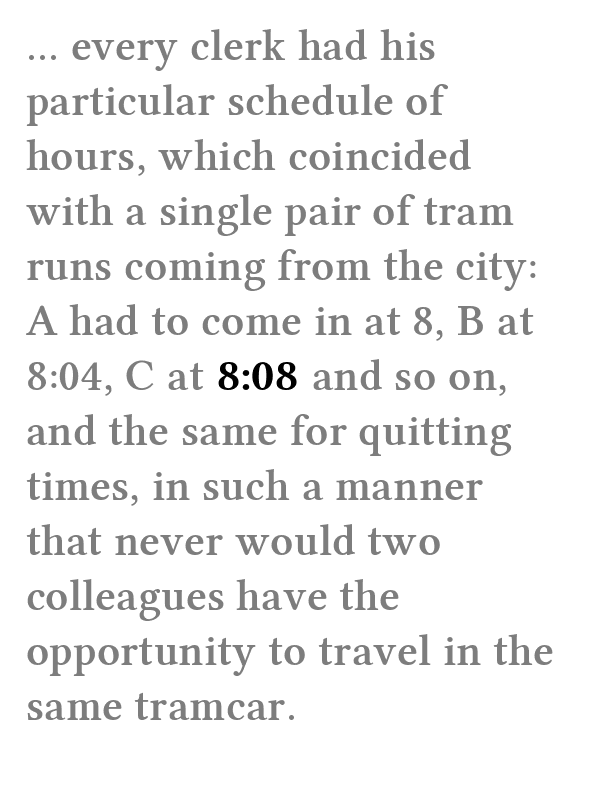 ... every clerk had his
particular schedule of
hours, which coincided
with a single pair of tram
runs coming from the city:
A had to come in at 8, B at
8:04, C at 8:08 and so on,
and the same for quitting
times, in such a manner
that never would two
colleagues have the
opportunity to travel in the
same tramcar.